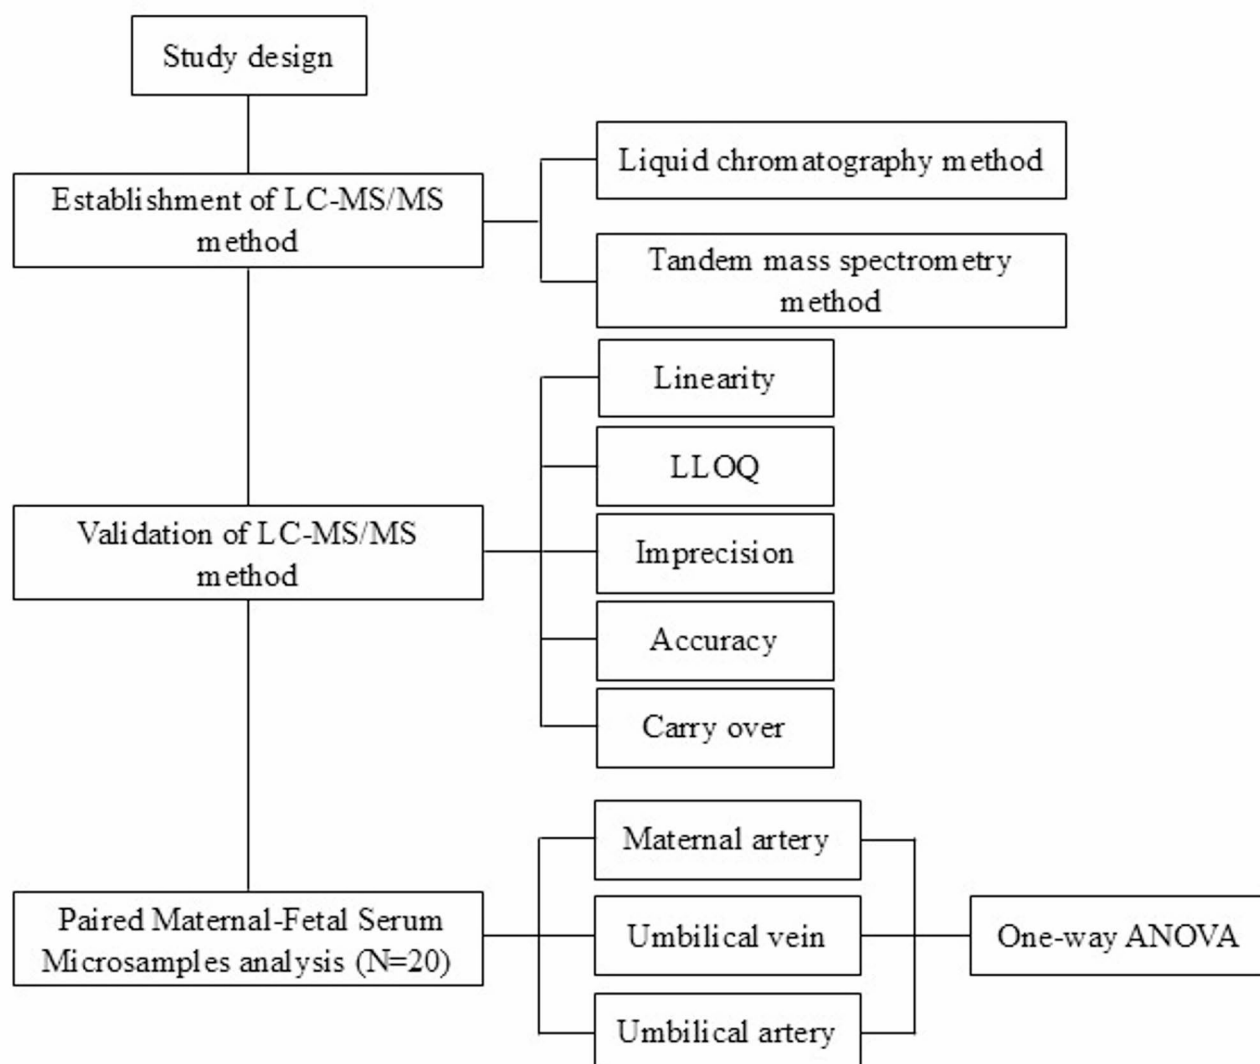 Study design
Establishment of LC-MS/MS
method
Liquid chromatography method
Tandem mass spectrometry
method
Validation of LC-MS/MS
method
Linearity
LLOQ
Imprecision
Accuracy
Carry over
Paired Maternal-Fetal Serum
Microsamples analysis (N=20)
Maternal artery
Umbilical vein
Umbilical artery
One-way ANOVA